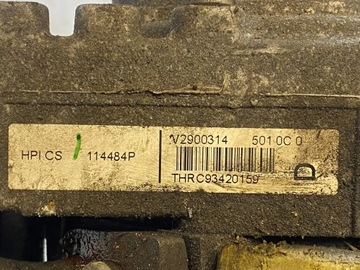 V2900314 501 0C 0
HPI CS 114484P
THRC93420159
D